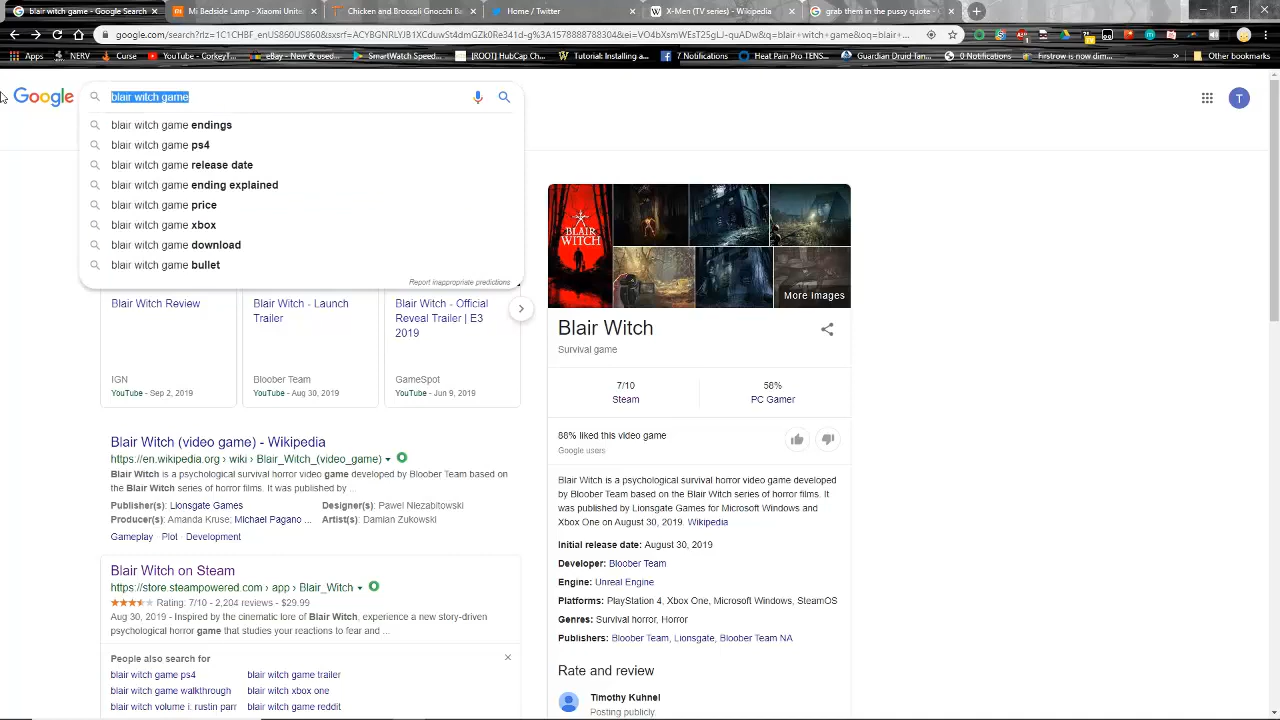 blair witch game - Google Search
Mi Bedside Lamp - Xiaomi Unite
Chicken and Broccoli Gnocchi
Home / Twitter
X-Men (TV series) - Wikipedia
grab them in the pussy quote -
Apps
NERV
Curse
YouTube - CorkeyT...
eBay - New & used...
SmartWatch Speed...
[ROOT] HubCap Ch...
Tutorial: Installing a...
7 Notifications
Heat Pain PRO TENS...
Guardian Druid Tan...
0 Notifications
Firstrow is now dim...
Other bookmarks
Google
blair witch game
T
blair witch game endings
blair witch game ps4
blair witch game release date
blair witch game ending explained
blair witch game price
blair witch game xbox
blair witch game download
blair witch game bullet
Report inappropriate predictions
Blair Witch Review
IGN
YouTube - Sep 2, 2019
Blair Witch - Launch
Trailer
Bloober Team
YouTube - Aug 30, 2019
Blair Witch - Official
Reveal Trailer | E3
2019
GameSpot
YouTube - Jun 9, 2019
Blair Witch (video game) - Wikipedia
https://en.wikipedia.org › wiki › Blair_Witch_(video_game)
Blair Witch is a psychological survival horror video game developed by Bloober Team based on
the Blair Witch series of horror films. It was published by ...
Publisher(s): Lionsgate Games Designer(s): Pawel Niezabitowski
Producer(s): Amanda Kruse; Michael Pagano ... Artist(s): Damian Zukowski
Gameplay · Plot · Development
Blair Witch on Steam
https://store.steampowered.com › app › Blair_Witch
Rating: 7/10 - 2,204 reviews - $29.99
Aug 30, 2019 - Inspired by the cinematic lore of Blair Witch, experience a new story-driven
psychological horror game that studies your reactions to fear and ...
People also search for
blair witch game ps4 blair witch game trailer
blair witch game walkthrough blair witch xbox one
blair witch volume i. rustin parr blair witch game reddit
BLAIR
WITCH
More images
Blair Witch
Survival game
7/10
Steam
58%
PC Gamer
88% liked this video game
Google users
Blair Witch is a psychological survival horror video game developed
by Bloober Team based on the Blair Witch series of horror films. It
was published by Lionsgate Games for Microsoft Windows and
Xbox One on August 30, 2019. Wikipedia
Initial release date: August 30, 2019
Developer: Bloober Team
Engine: Unreal Engine
Platforms: PlayStation 4, Xbox One, Microsoft Windows, SteamOS
Genres: Survival horror, Horror
Publishers: Bloober Team, Lionsgate, Bloober Team NA
Rate and review
Timothy Kuhnel
Posting publicly.